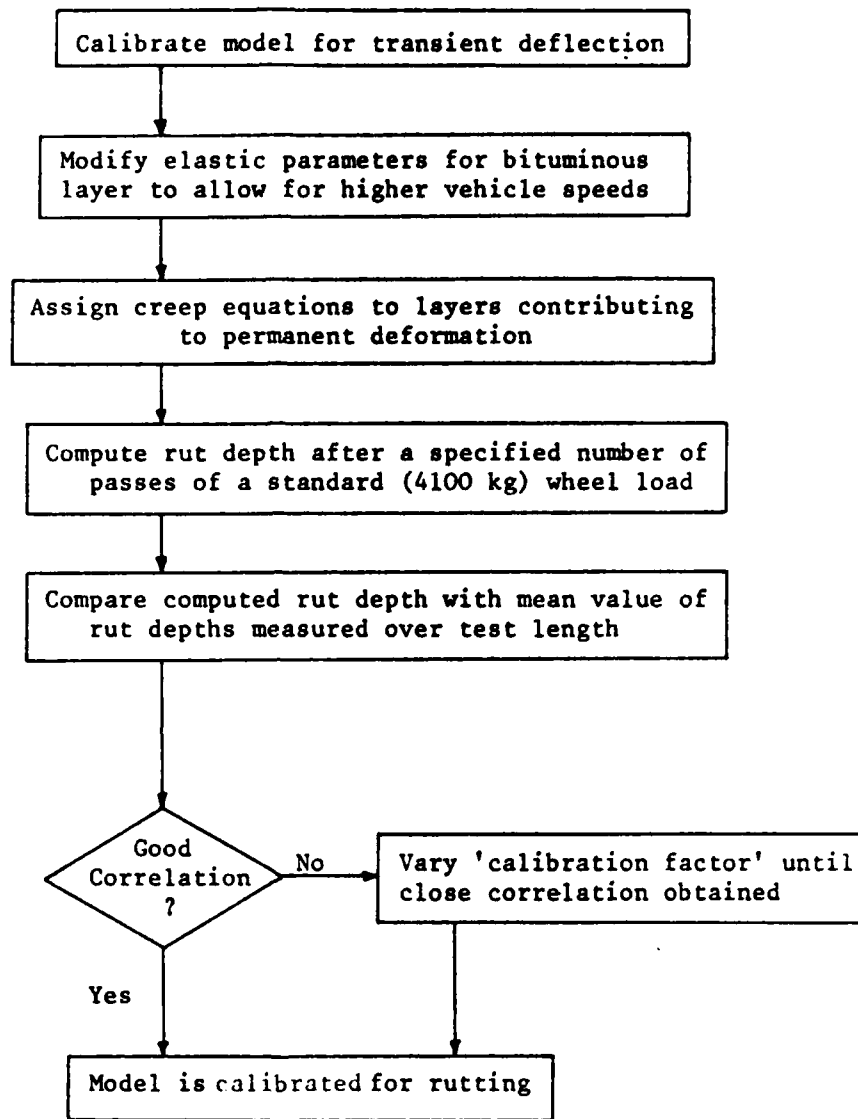 Calibrate model for transient deflection
Modify elastic parameters for bituminous
layer to allow for higher vehicle speeds
Assign creep equations to layers contributing
to permanent deformation
Compute rut depth after a specified number of
passes of a standard (4100 kg) wheel load
Compare computed rut depth with mean value of
rut depths measured over test length
Good
Correlation
?
No
Vary 'calibration factor' until
close correlation obtained
Yes
Model is calibrated for rutting